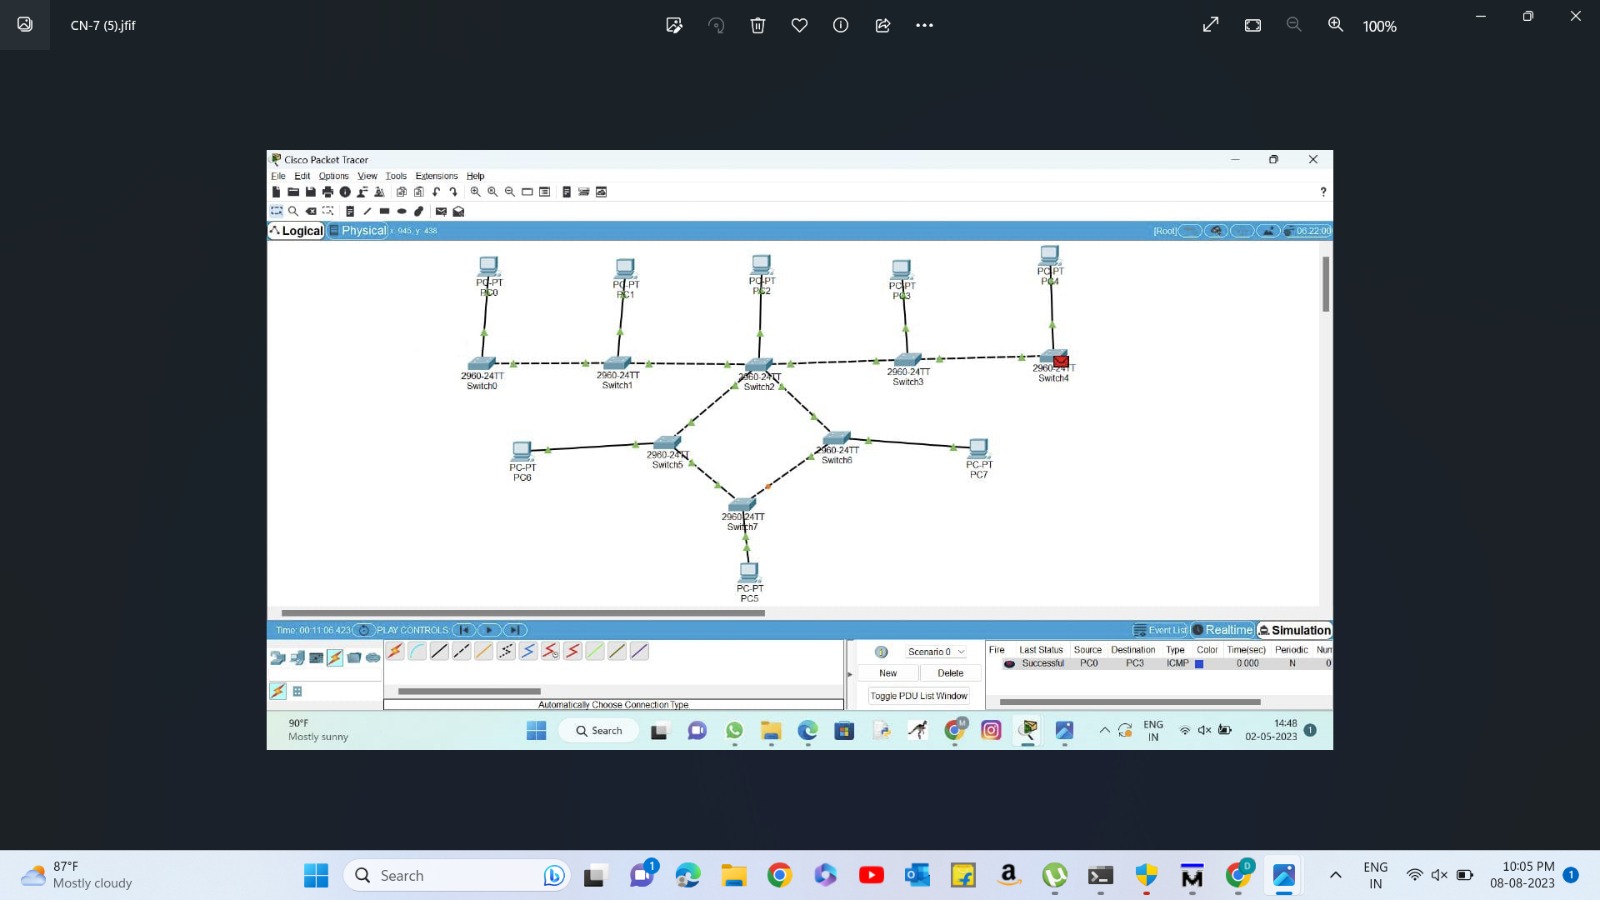 CN-7 (5).jfif
100%
Cisco Packet Tracer
File Edit Options View Tools Extensions Help
?
Logical Physical x: 945, y: 438
[Root] 06:22:00
PC-PT
PC0
PC-PT
PC1
PC-PT
PC2
PC-PT
PC3
PC-PT
PC4
2960-24TT
Switch0
2960-24TT
Switch1
2960-24TT
Switch2
2960-24TT
Switch3
2960-24TT
Switch4
PC-PT
PC6
2960-24TT
Switch5
2960-24TT
Switch6
PC-PT
PC7
2960-24TT
Switch7
PC-PT
PC5
Time: 00:11:06.423 PLAY CONTROLS:
Event List Realtime Simulation
Scenario 0
New Delete
Toggle PDU List Window
Fire Last Status Source Destination Type Color Time(sec) Periodic Num
Successful PC0 PC3 ICMP 0.000 N 0
Automatically Choose Connection Type
90°F
Mostly sunny
Search
ENG
IN
14:48
02-05-2023
1
87°F
Mostly cloudy
Search
1
ENG
IN
10:05 PM
08-08-2023
1